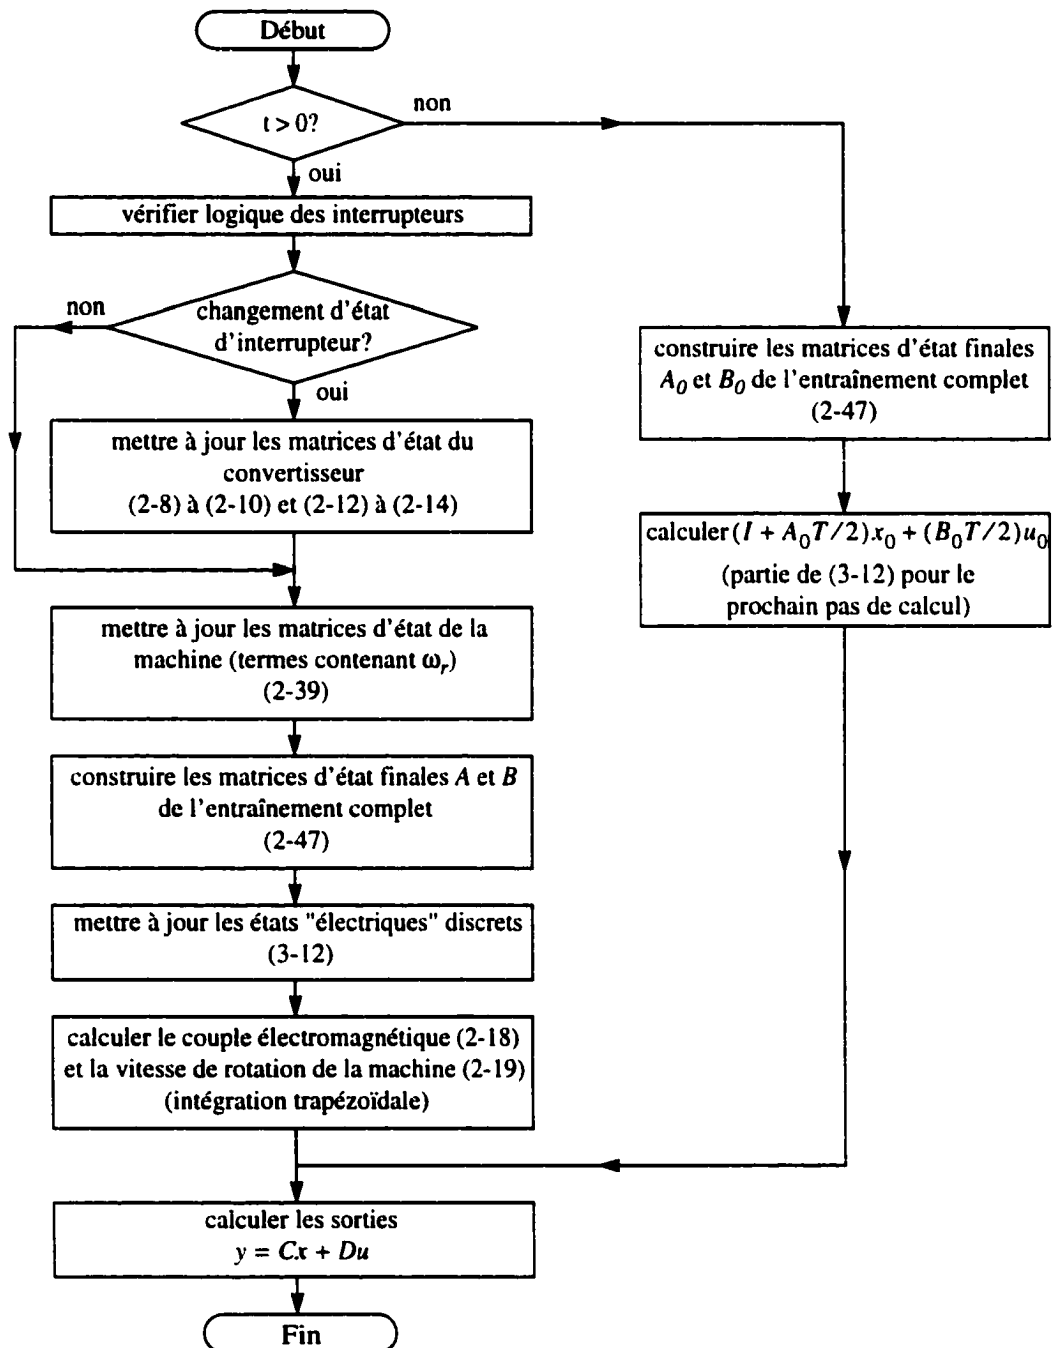 Début
t > 0?
non
oui
vérifier logique des interrupteurs
non
changement d'état
d'interrupteur?
oui
mettre à jour les matrices d'état du
convertisseur
(2-8) à (2-10) et (2-12) à (2-14)
mettre à jour les matrices d'état de la
machine (termes contenant ωr)
(2-39)
construire les matrices d'état finales A et B
de l'entraînement complet
(2-47)
mettre à jour les états "électriques" discrets
(3-12)
calculer le couple électromagnétique (2-18)
et la vitesse de rotation de la machine (2-19)
(intégration trapézoïdale)
construire les matrices d'état finales
A0 et B0 de l'entraînement complet
(2-47)
calculer (I + A0T/2)x0 + (B0T/2)u0
(partie de (3-12) pour le
prochain pas de calcul)
calculer les sorties
y = Cx + Du
Fin